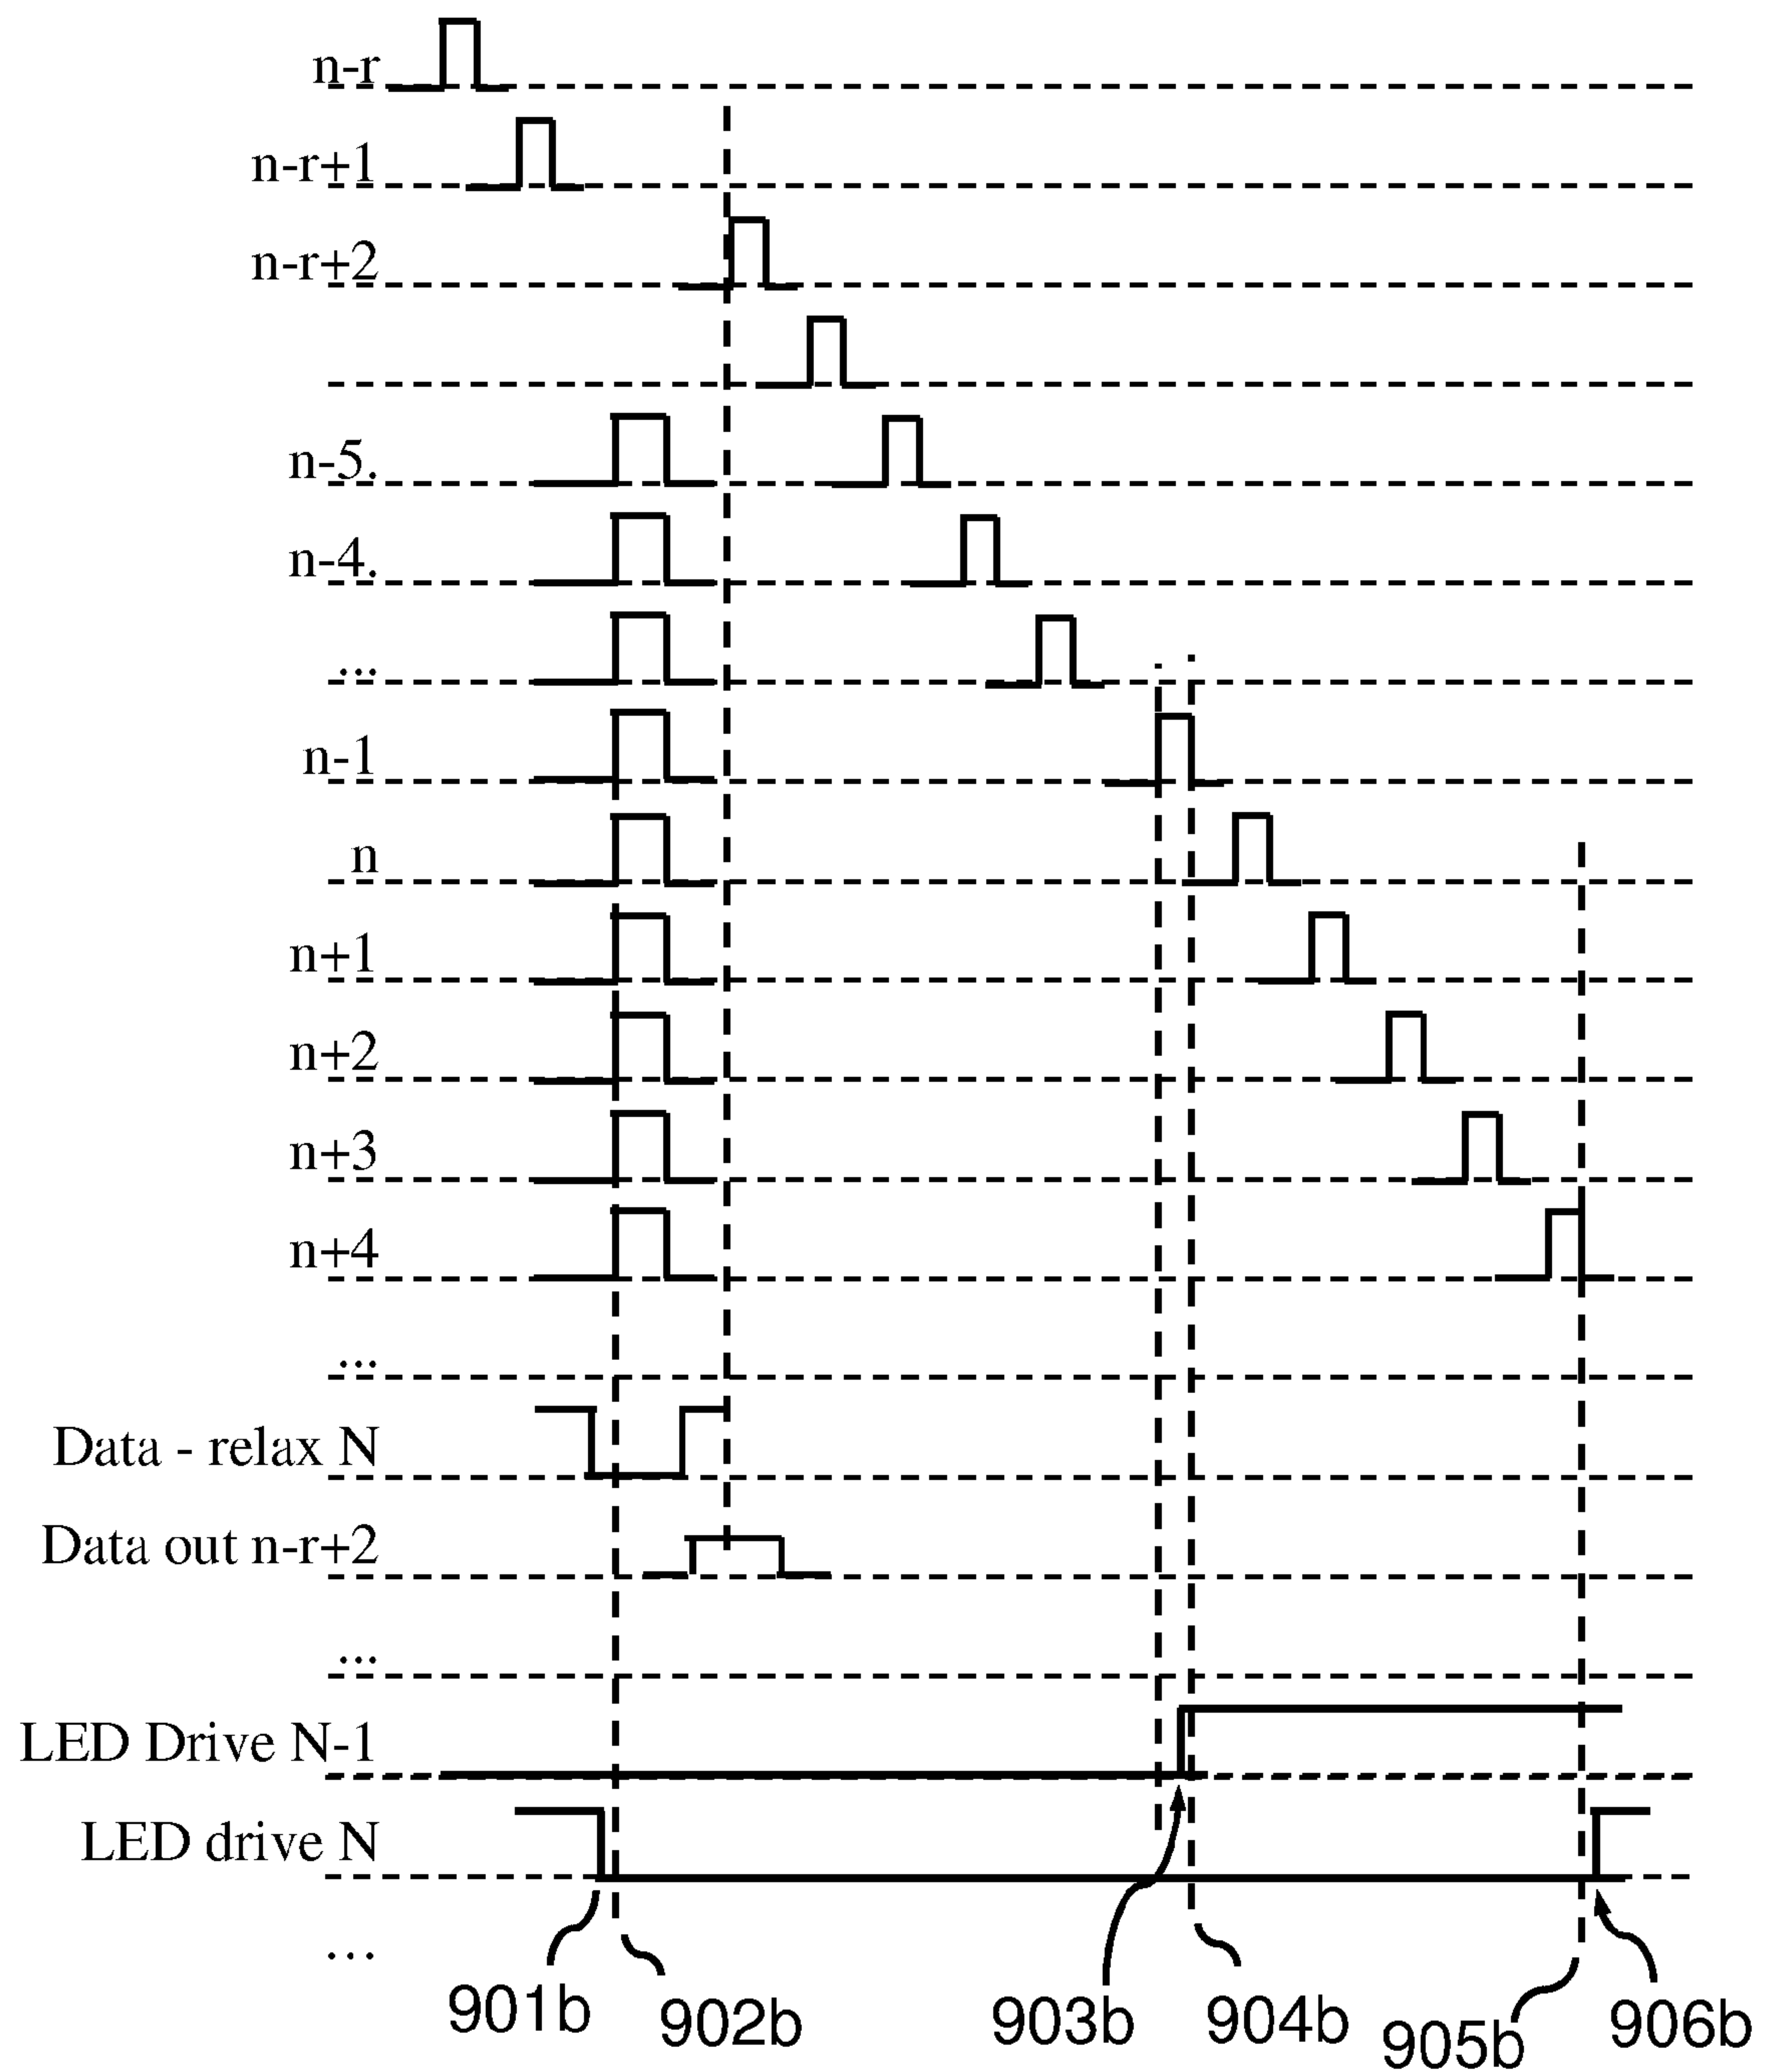 n-r
n-r+1
n-r+2
n-5.
n-4.
...
n-1
n
n+1
n+2
n+3
n+4
...
Data - relax N
Data out n-r+2
...
LED Drive N-1
LED drive N
...
901b 902b 903b 904b 905b 906b